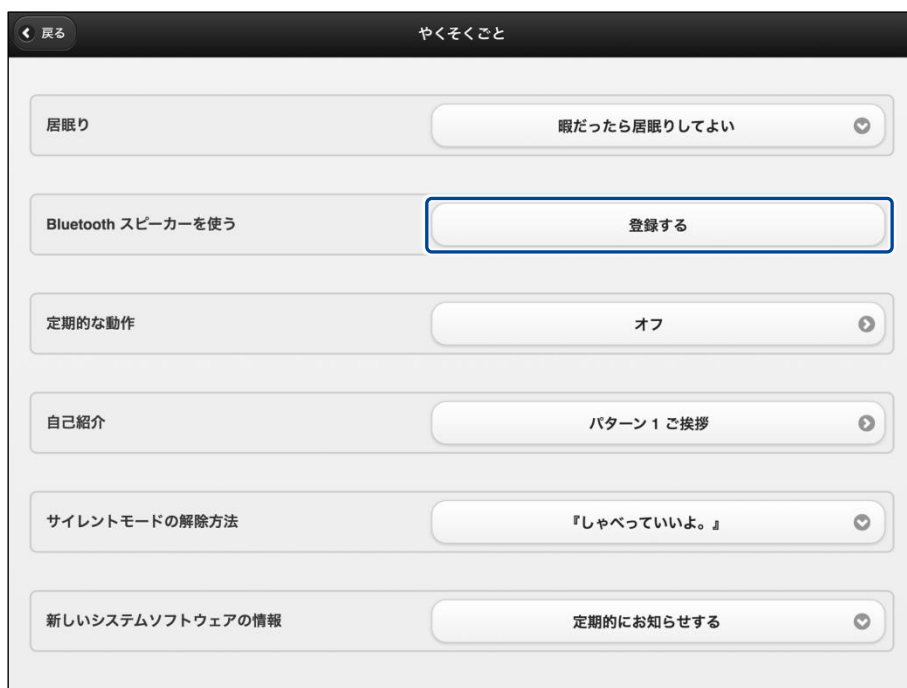 戻る
やくそくごと
居眠り
暇だったら居眠りしてよい
Bluetooth スピーカーを使う
登録する
定期的な動作
オフ
自己紹介
パターン 1 ご挨拶
サイレントモードの解除方法
『しゃべっていいよ。』
新しいシステムソフトウェアの情報
定期的にお知らせする